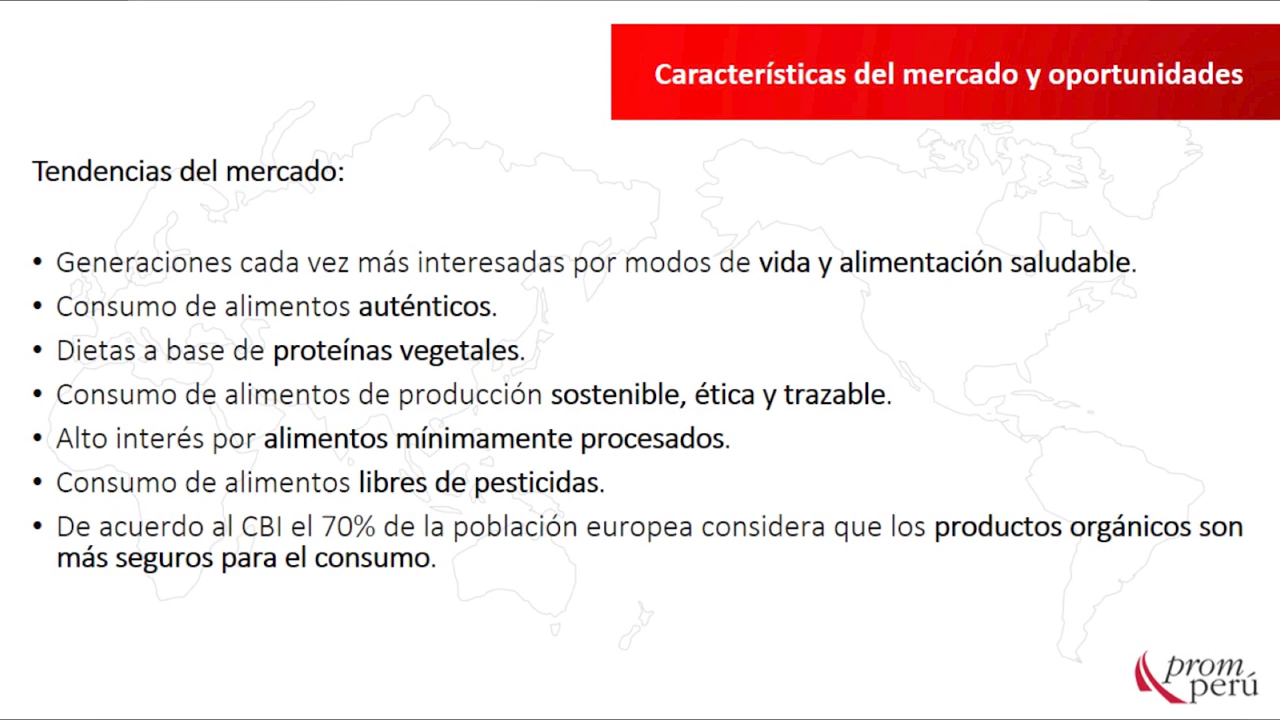 Características del mercado y oportunidades
Tendencias del mercado:
• Generaciones cada vez más interesadas por modos de vida y alimentación saludable.
• Consumo de alimentos auténticos.
• Dietas a base de proteínas vegetales.
• Consumo de alimentos de producción sostenible, ética y trazable.
• Alto interés por alimentos mínimamente procesados.
• Consumo de alimentos libres de pesticidas.
• De acuerdo al CBI el 70% de la población europea considera que los productos orgánicos son
más seguros para el consumo.
prom
perú